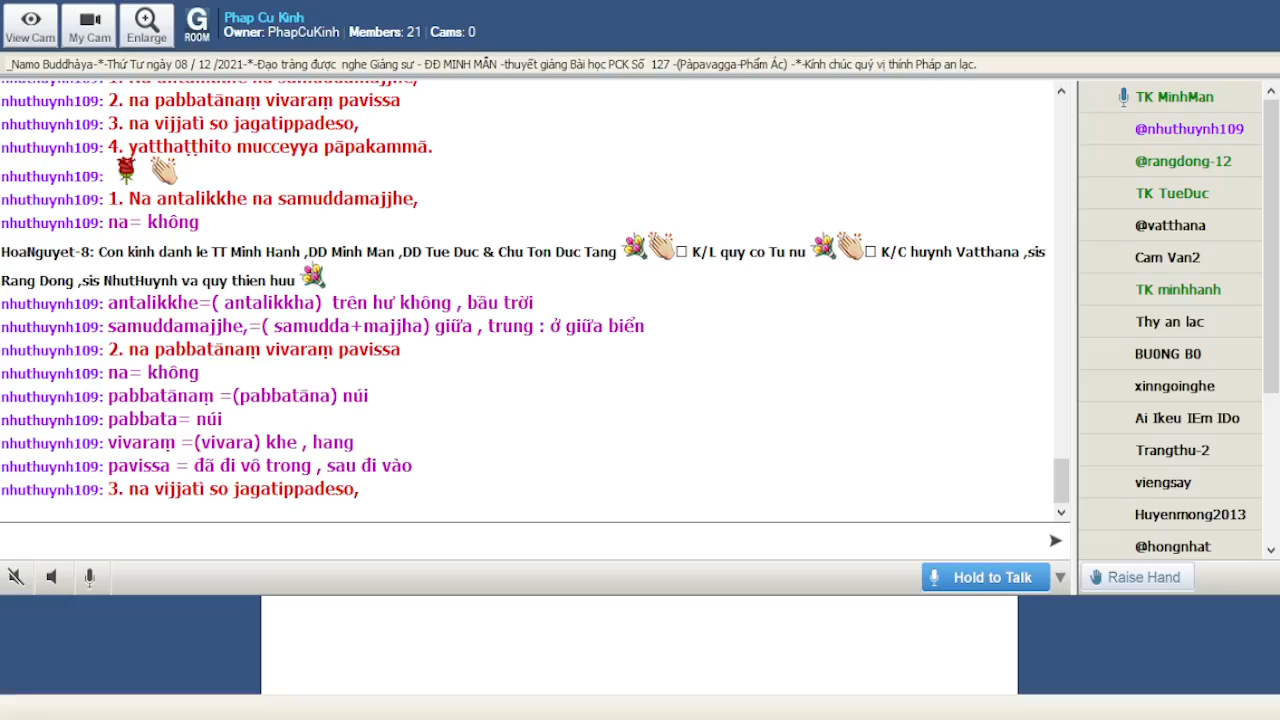 View Cam
My Cam
Enlarge
G
ROOM
Phap Cu Kinh
Owner: PhapCuKinh | Members: 21 | Cams: 0
_Namo Buddhàya-*-Thứ Tư ngày 08 / 12 /2021-*-Đạo tràng được nghe Giảng sư - ĐĐ MINH MẪN -thuyết giảng Bài học PCK Số 127 -(Pàpavagga-Phẩm Ác) -*-Kính chúc quý vị thính Pháp an lạc.
nhuthuynh109: 2. na pabbatānaṃ vivaraṃ pavissa
nhuthuynh109: 3. na vijjati so jagatippadeso,
nhuthuynh109: 4. yatthaṭṭhito mucceyya pāpakammā.
nhuthuynh109:
nhuthuynh109: 1. Na antalikkhe na samuddamajjhe,
nhuthuynh109: na= không
HoaNguyet-8: Con kinh danh le TT Minh Hanh ,DD Minh Man ,DD Tue Duc & Chu Ton Duc Tang K/L quy co Tu nu K/C huynh Vatthana ,sis
Rang Dong ,sis NhutHuynh va quy thien huu
nhuthuynh109: antalikkhe=( antalikkha) trên hư không , bầu trời
nhuthuynh109: samuddamajjhe,=( samudda+majjha) giữa , trung : ở giữa biển
nhuthuynh109: 2. na pabbatānaṃ vivaraṃ pavissa
nhuthuynh109: na= không
nhuthuynh109: pabbatānaṃ =(pabbatāna) núi
nhuthuynh109: pabbata= núi
nhuthuynh109: vivaraṃ =(vivara) khe , hang
nhuthuynh109: pavissa = đã đi vô trong , sau đi vào
nhuthuynh109: 3. na vijjati so jagatippadeso,
TK MinhMan
@nhuthuynh109
@rangdong-12
TK TueDuc
@vatthana
Cam Van2
TK minhhanh
Thy an lac
BU0NG B0
xinngoinghe
Ai Ikeu IEm IDo
Trangthu-2
viengsay
Huyenmong2013
@hongnhat
Hold to Talk
Raise Hand